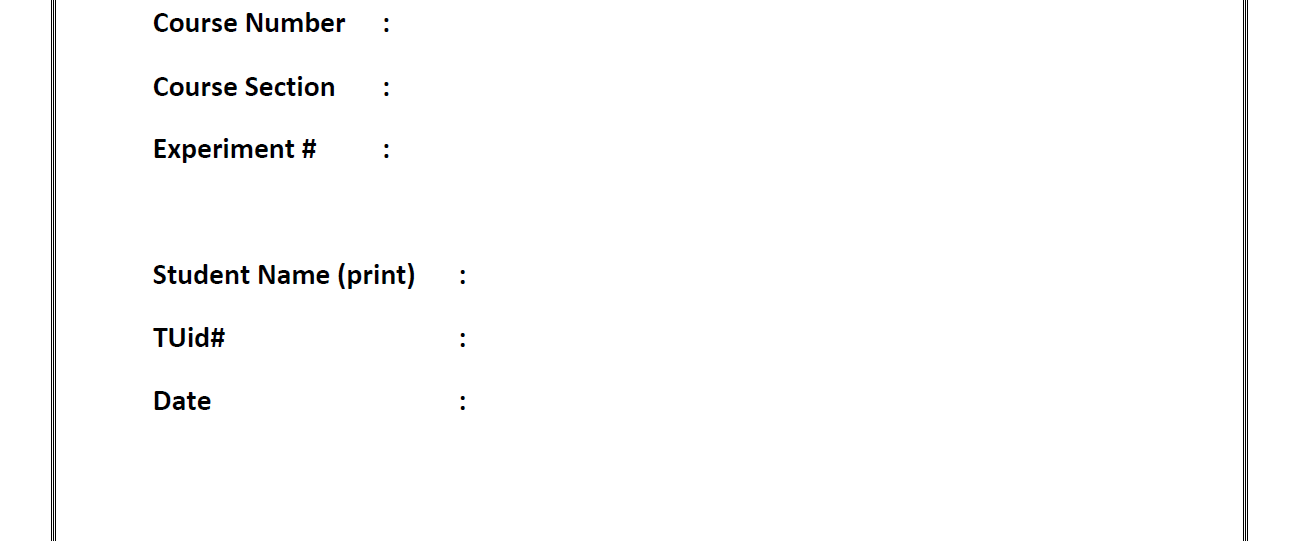 Course Number :
Course Section :
Experiment # :
Student Name (print) :
TUid# :
Date :